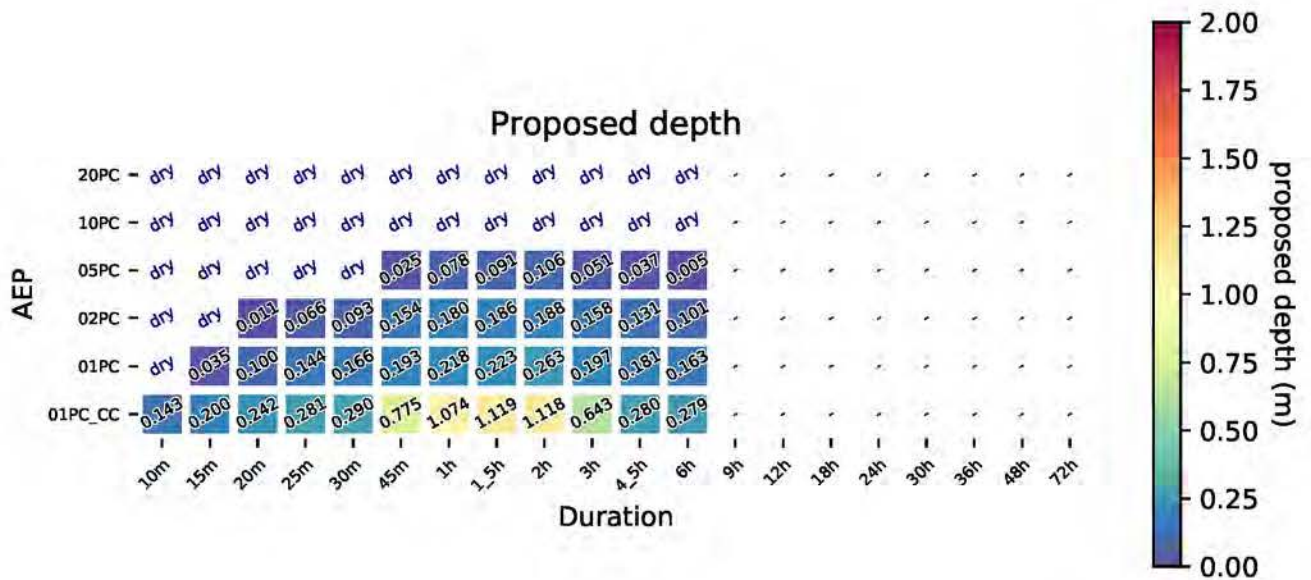 Proposed depth
AEP
20PC dry dry dry dry dry dry dry dry dry dry dry dry - - - - - - - -
10PC dry dry dry dry dry dry dry dry dry dry dry dry - - - - - - - -
05PC dry dry dry dry dry 0.025 0.078 0.091 0.106 0.051 0.037 0.005 - - - - - - - -
02PC dry dry 0.011 0.066 0.093 0.154 0.180 0.186 0.188 0.158 0.131 0.101 - - - - - - - -
01PC dry 0.035 0.100 0.144 0.166 0.193 0.218 0.223 0.263 0.197 0.181 0.163 - - - - - - - -
01PC_CC 0.143 0.200 0.242 0.281 0.290 0.775 1.074 1.119 1.118 0.643 0.280 0.279 - - - - - - - -
10m 15m 20m 25m 30m 45m 1h 1_5h 2h 3h 4_5h 6h 9h 12h 18h 24h 30h 36h 48h 72h
Duration
2.00
1.75
1.50
1.25
1.00
0.75
0.50
0.25
0.00
proposed depth (m)